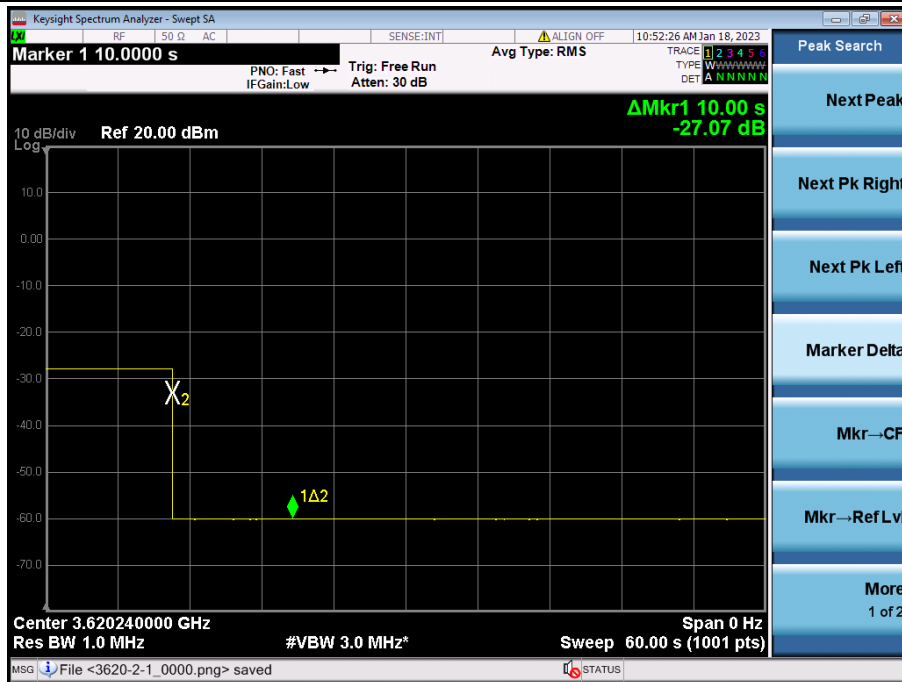 Keysight Spectrum Analyzer - Swept SA
LXI RF 50 Ω AC SENSE:INT ALIGN OFF 10:52:26 AM Jan 18, 2023
Marker 1 10.0000 s
PNO: Fast
IFGain:Low
Trig: Free Run
Atten: 30 dB
Avg Type: RMS
TRACE 1 2 3 4 5 6
TYPE WWWWWW
DET A N N N N N
Peak Search
Next Peak
Next Pk Right
Next Pk Left
Marker Delta
Mkr→CF
Mkr→Ref Lvl
More
1 of 2
ΔMkr1 10.00 s
-27.07 dB
10 dB/div Ref 20.00 dBm
Log
10.0
0.00
-10.0
-20.0
-30.0
-40.0
-50.0
-60.0
-70.0
2
1Δ2
Center 3.620240000 GHz Span 0 Hz
Res BW 1.0 MHz #VBW 3.0 MHz* Sweep 60.00 s (1001 pts)
MSG File <3620-2-1_0000.png> saved STATUS